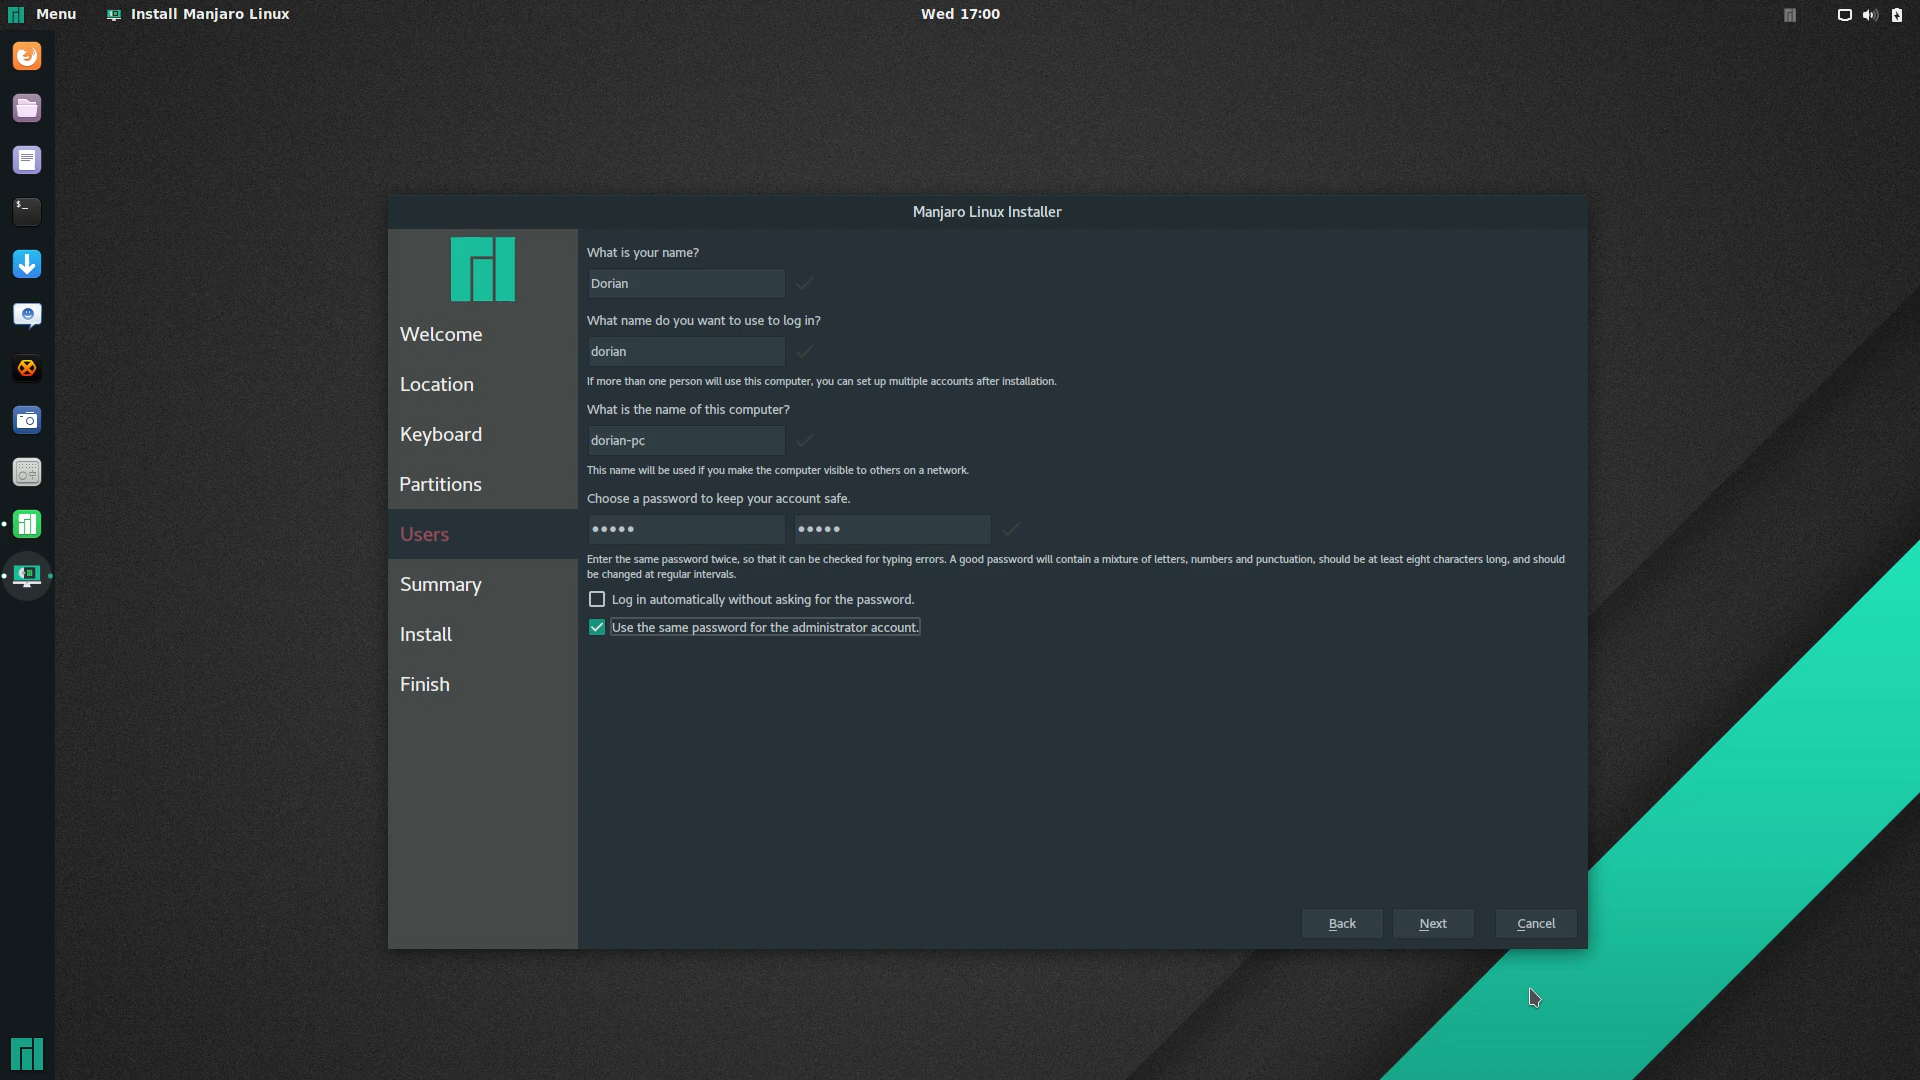 Menu
Install Manjaro Linux
Wed 17:00
$_
Manjaro Linux Installer
Welcome
Location
Keyboard
Partitions
Users
Summary
Install
Finish
What is your name?
Dorian
What name do you want to use to log in?
dorian
If more than one person will use this computer, you can set up multiple accounts after installation.
What is the name of this computer?
dorian-pc
This name will be used if you make the computer visible to others on a network.
Choose a password to keep your account safe.
●●●●● ●●●●●
Enter the same password twice, so that it can be checked for typing errors. A good password will contain a mixture of letters, numbers and punctuation, should be at least eight characters long, and should
be changed at regular intervals.
Log in automatically without asking for the password.
Use the same password for the administrator account.
Back
Next
Cancel